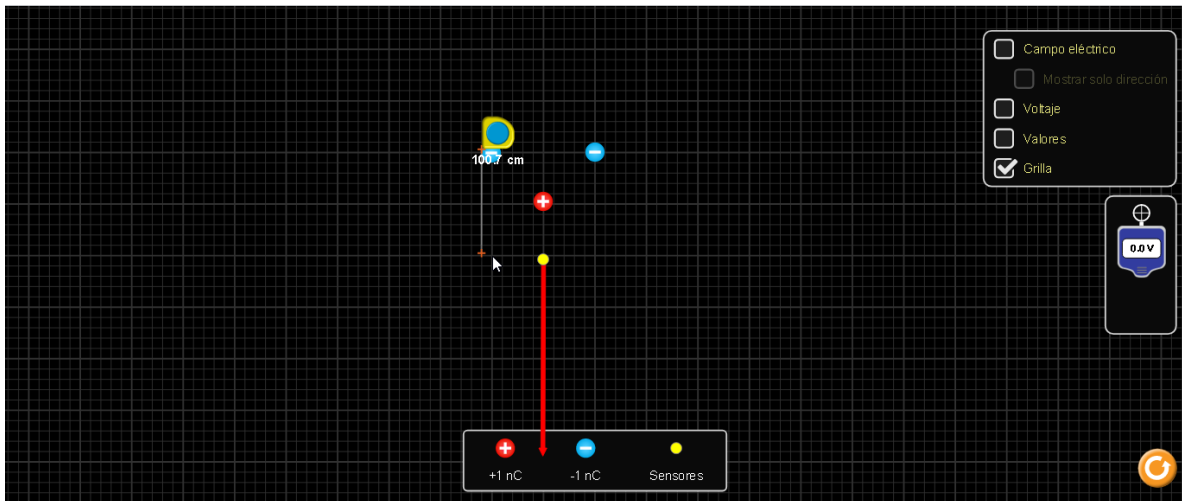 Campo eléctrico
Mostrar solo dirección
Voltaje
Valores
Grilla
100.7 cm
0.0 V
+1 nC
-1 nC
Sensores